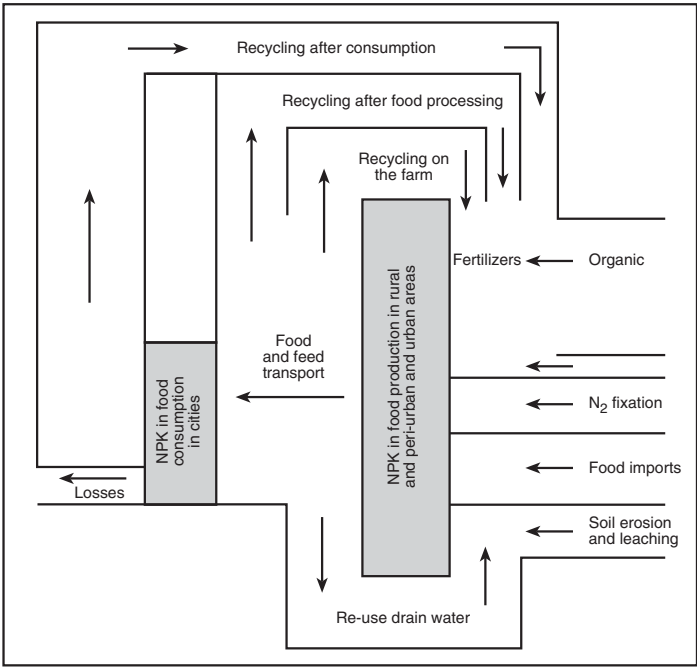 Recycling after consumption
Recycling after food processing
Recycling on
the farm
Fertilizers
Organic
Food
and feed
transport
NPK in food
consumption
in cities
NPK in food production in rural
and peri-urban and urban areas
N2 fixation
Food imports
Losses
Soil erosion
and leaching
Re-use drain water